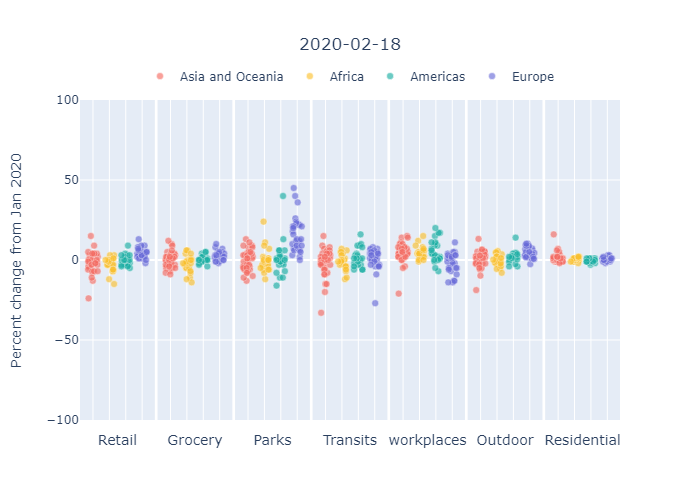 2020-02-18
Asia and Oceania Africa Americas Europe
Percent change from Jan 2020
100
50
0
−50
−100
Retail Grocery Parks Transits workplaces Outdoor Residential